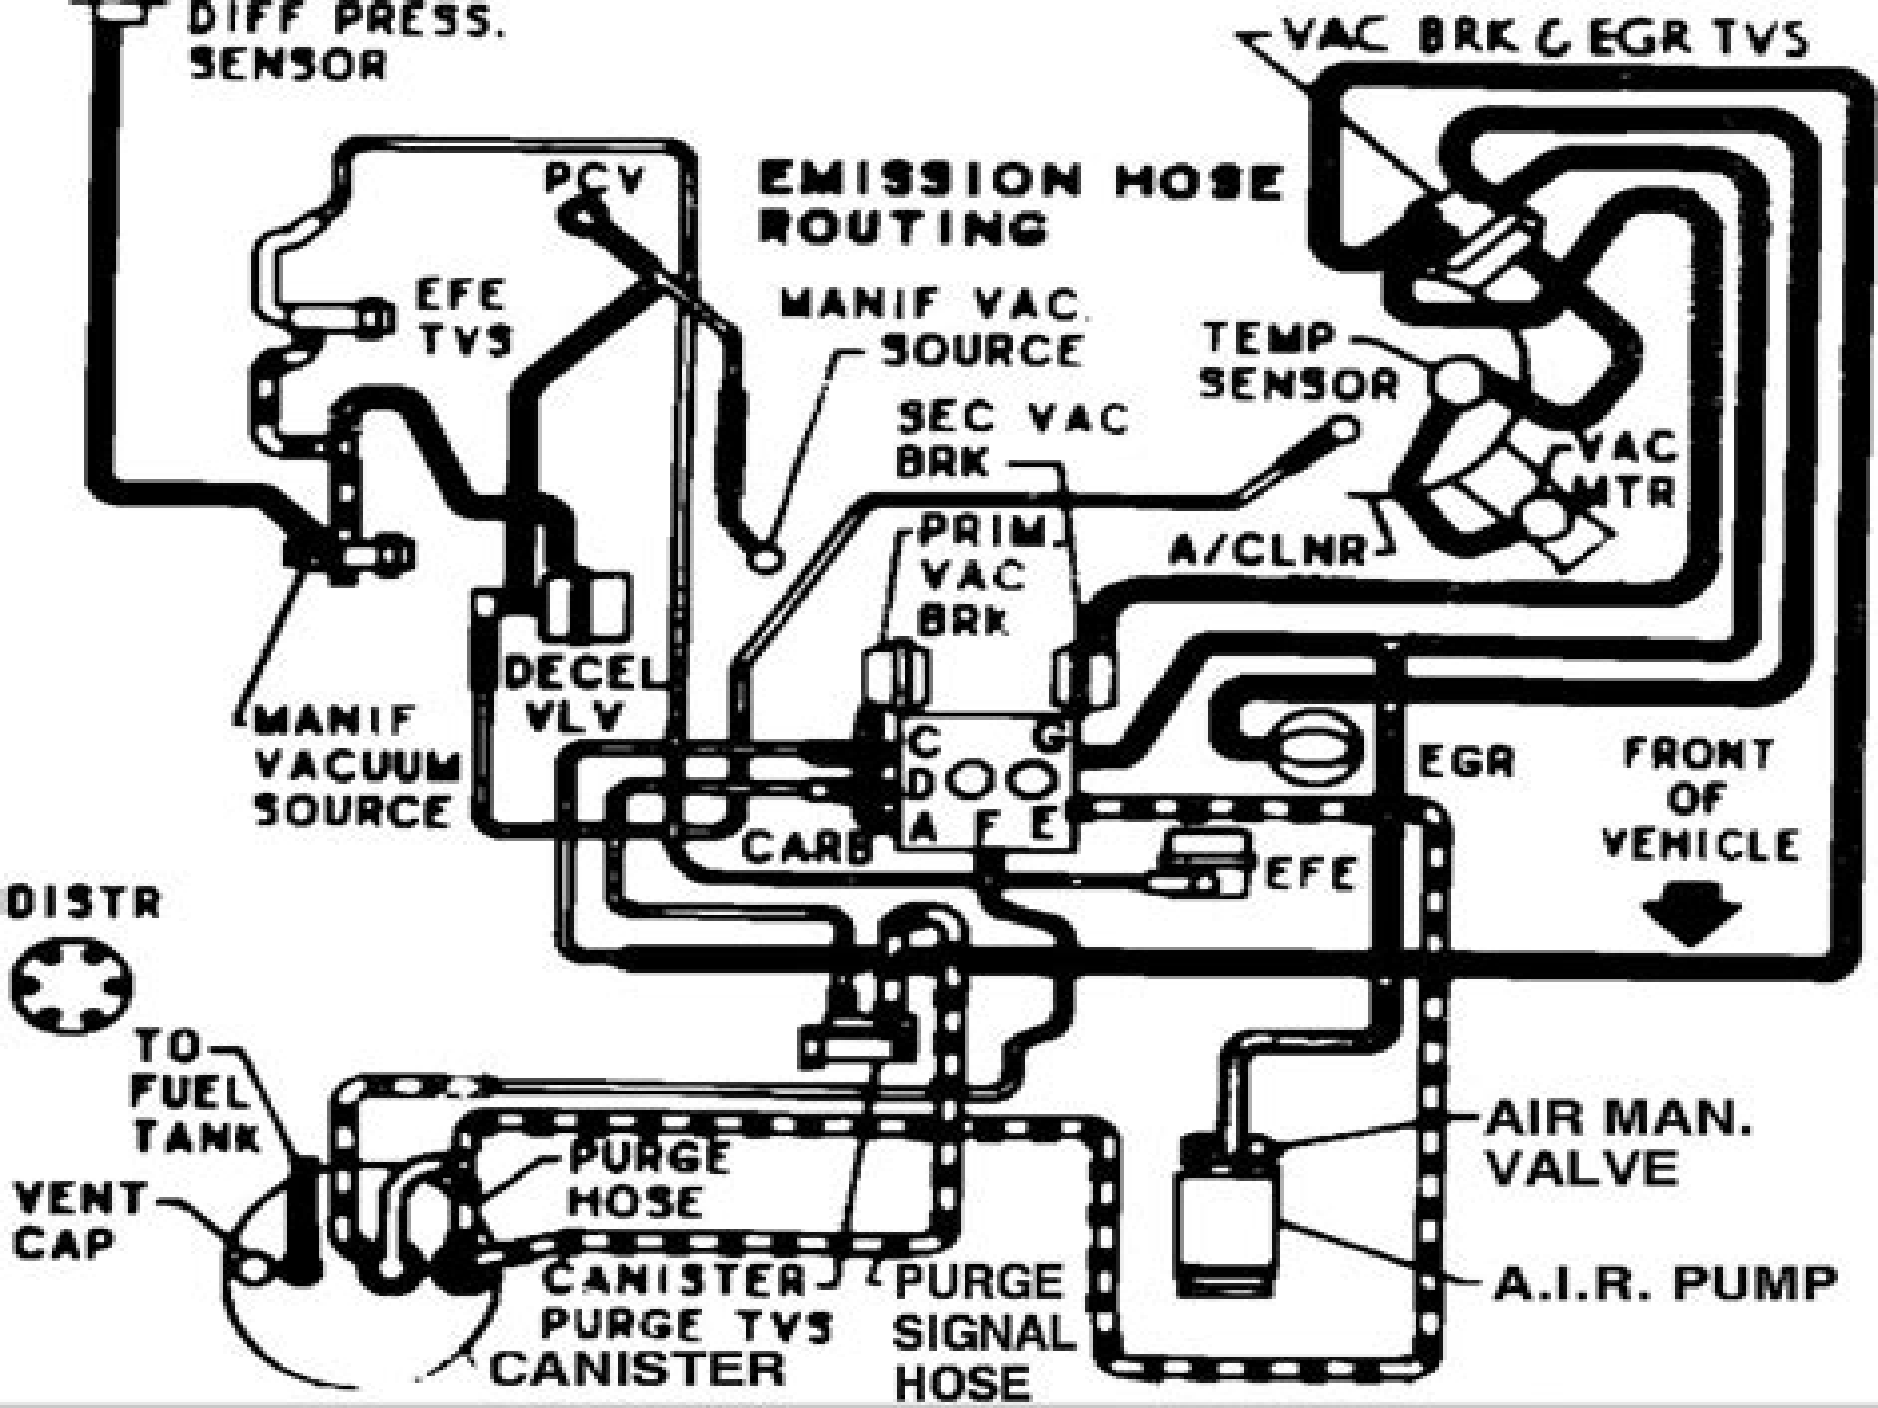 DIFF PRESS.
SENSOR
VAC BRK & EGR TVS
PCV
EMISSION HOSE
ROUTING
EFE
TVS
MANIF VAC.
SOURCE
TEMP
SENSOR
SEC VAC
BRK
VAC
MTR
PRIM
VAC
BRK
A/CLNR
DECEL
VLV
MANIF
VACUUM
SOURCE
C
G
D
A
F
E
CARB
EGR
FRONT
OF
VEHICLE
EFE
DISTR
TO
FUEL
TANK
VENT
CAP
PURGE
HOSE
AIR MAN.
VALVE
CANISTER
PURGE TVS
CANISTER
PURGE
SIGNAL
HOSE
A.I.R. PUMP